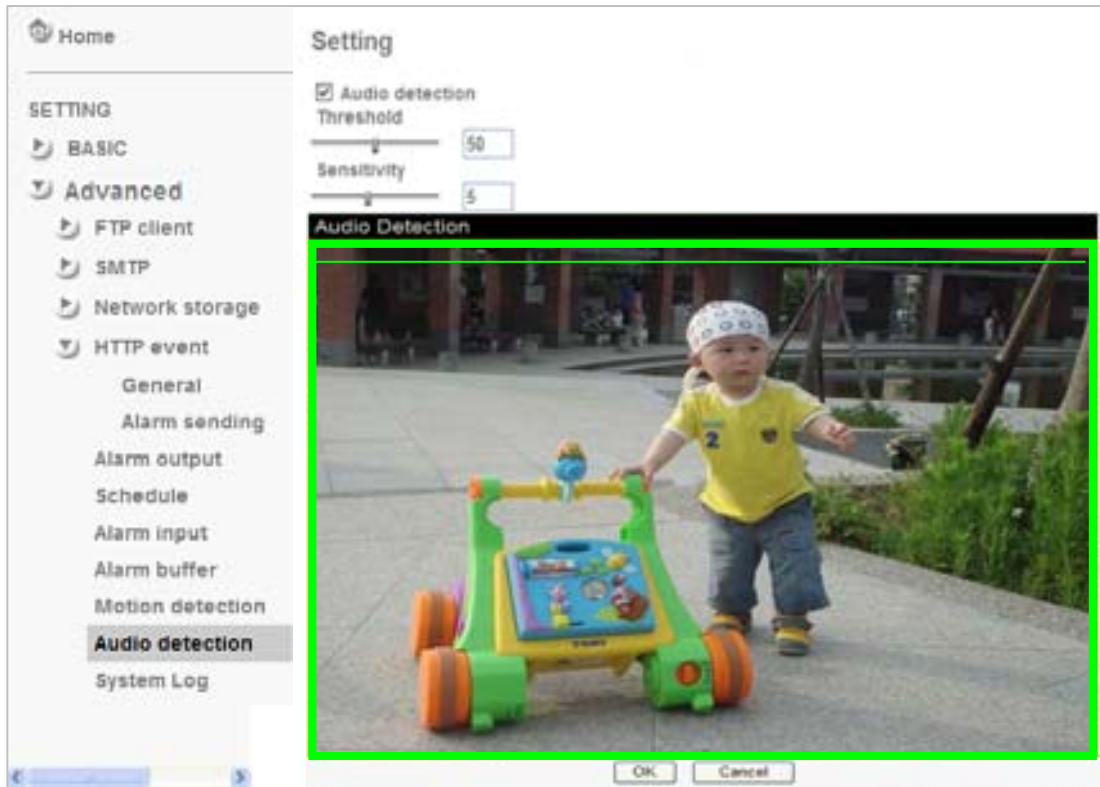 Home
SETTING
BASIC
Advanced
FTP client
SMTP
Network storage
HTTP event
General
Alarm sending
Alarm output
Schedule
Alarm input
Alarm buffer
Motion detection
Audio detection
System Log
Setting
Audio detection
Threshold
50
Sensitivity
5
Audio Detection
2
OK
Cancel